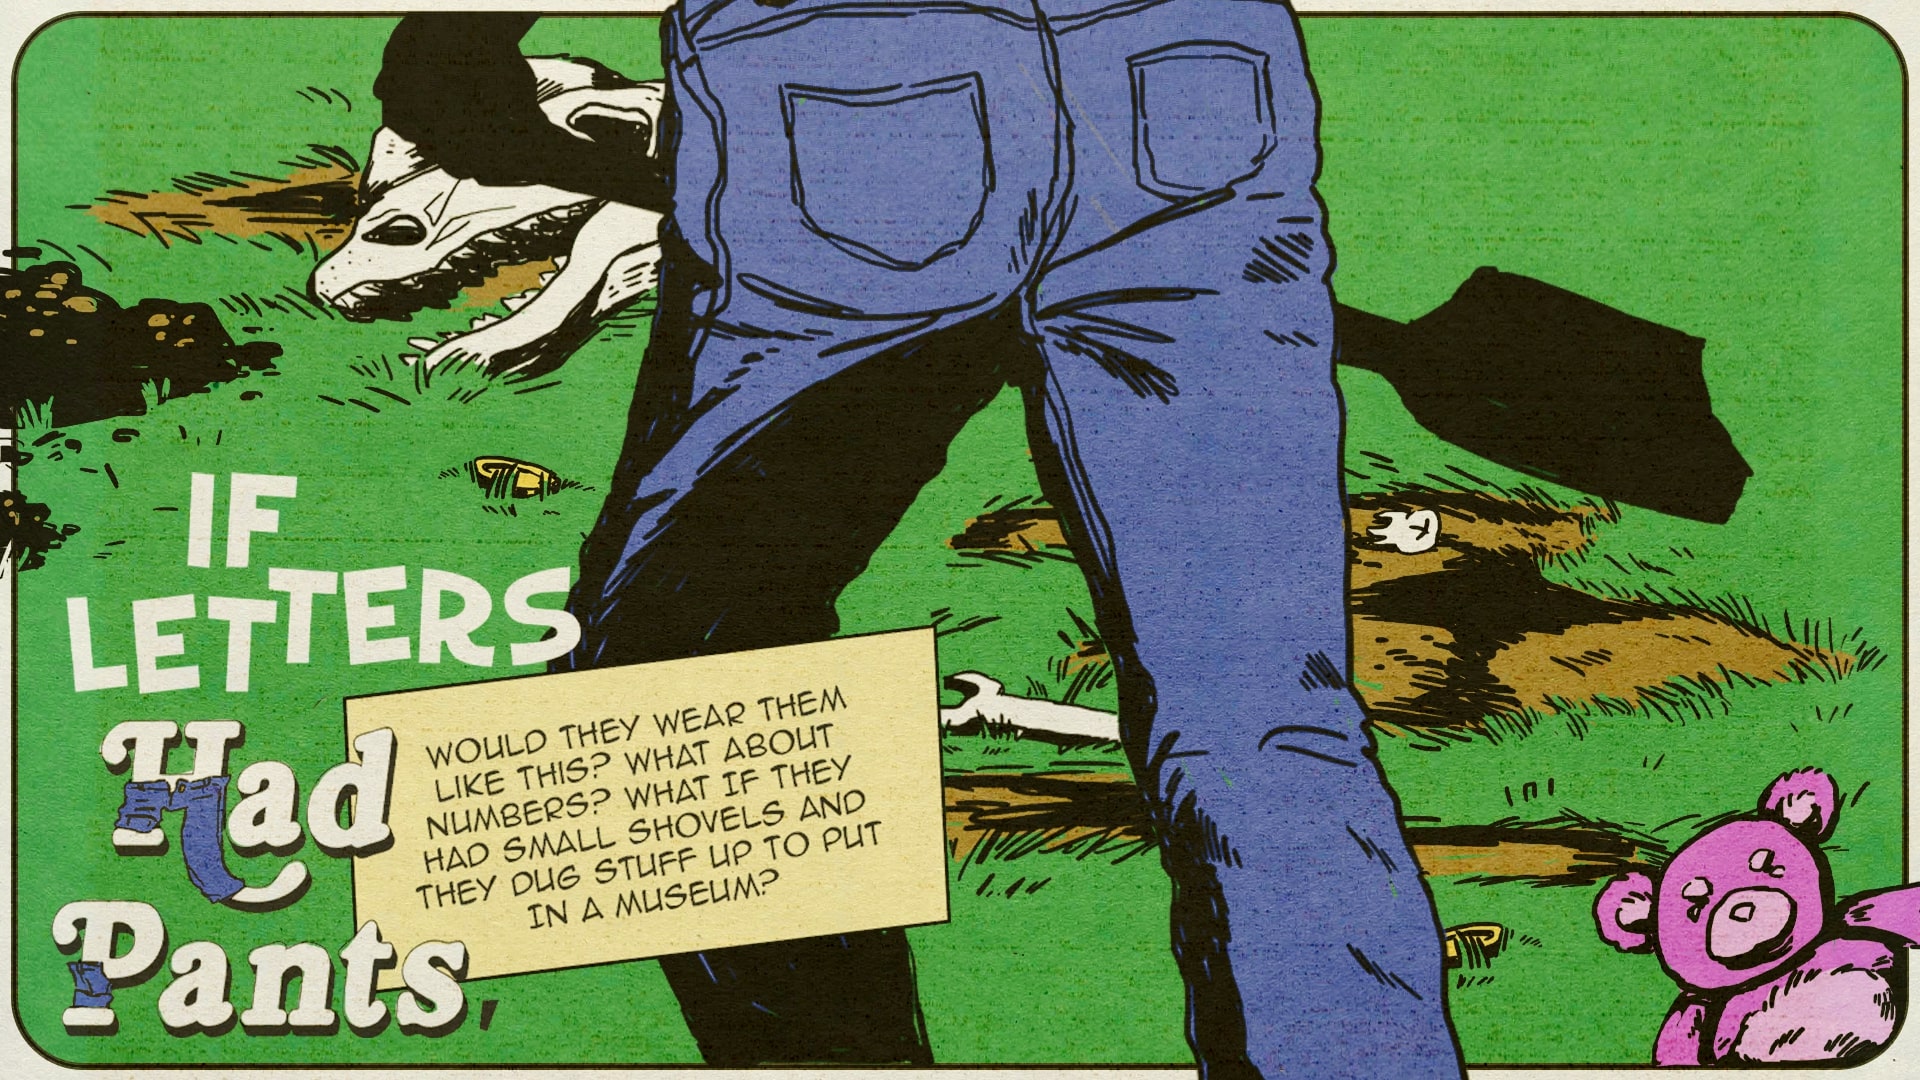 IF
LETTERS
Had
Pants,
WOULD THEY WEAR THEM
LIKE THIS? WHAT ABOUT
NUMBERS? WHAT IF THEY
HAD SMALL SHOVELS AND
THEY DUG STUFF UP TO PUT
IN A MUSEUM?